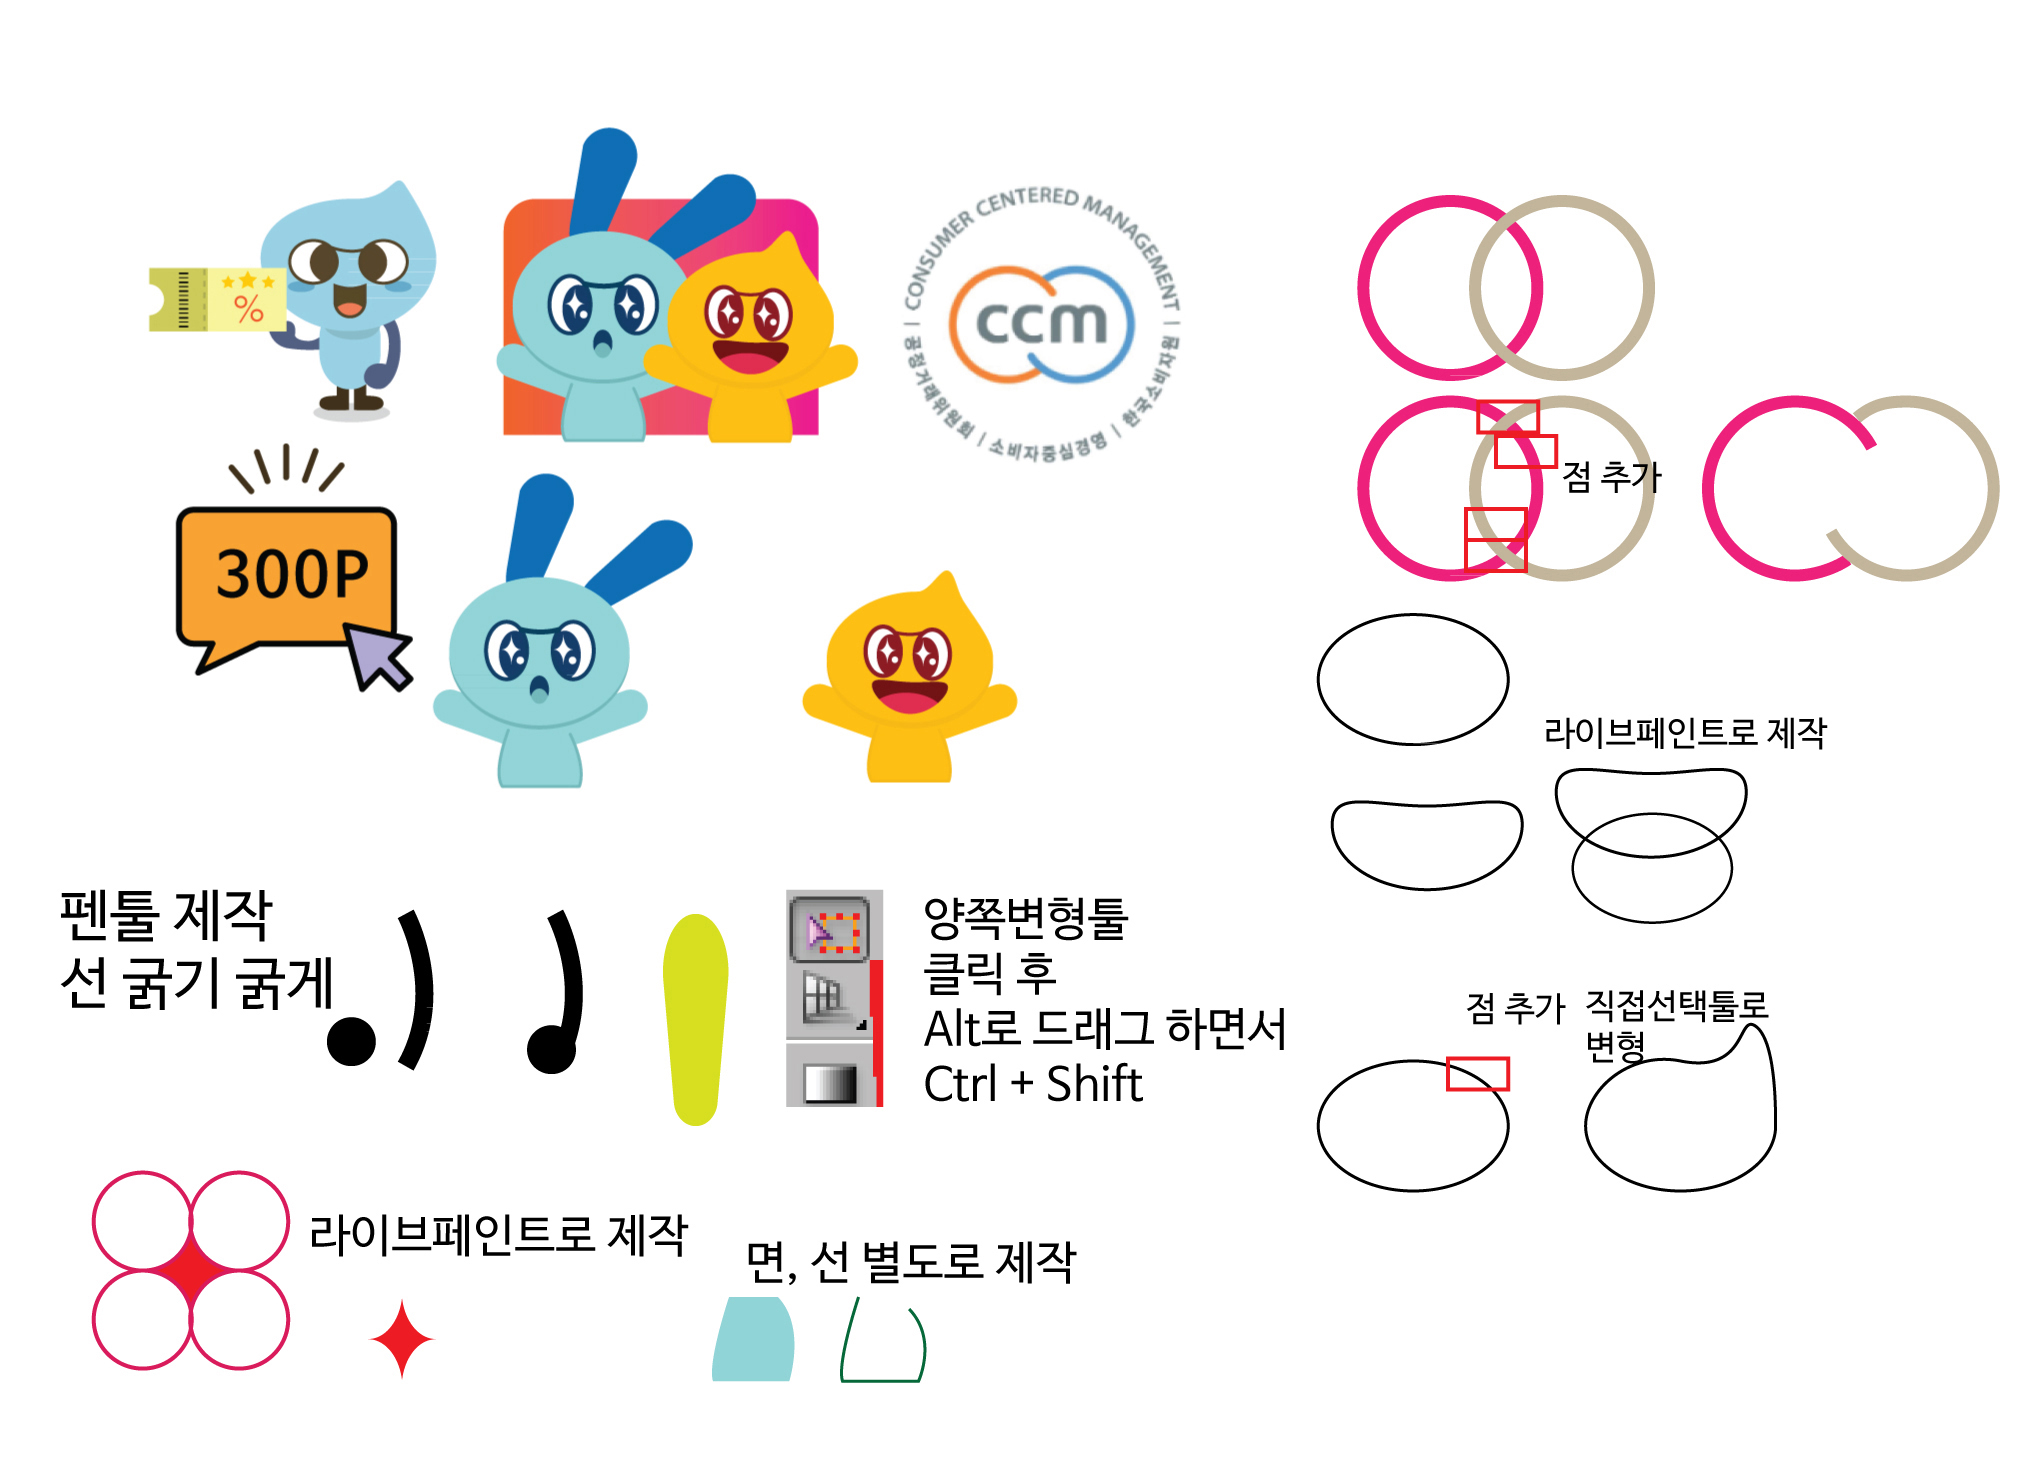 %
CONSUMER CENTERED MANAGEMENT
ccm
공정거래위원회 | 소비자중심경영 | 한국소비자원
300P
점 추가
라이브페인트로 제작
펜툴 제작
선 굵기 굵게
양쪽변형툴
클릭 후
Alt로 드래그 하면서
Ctrl + Shift
점 추가
직접선택툴로
변형
라이브페인트로 제작
면, 선 별도로 제작